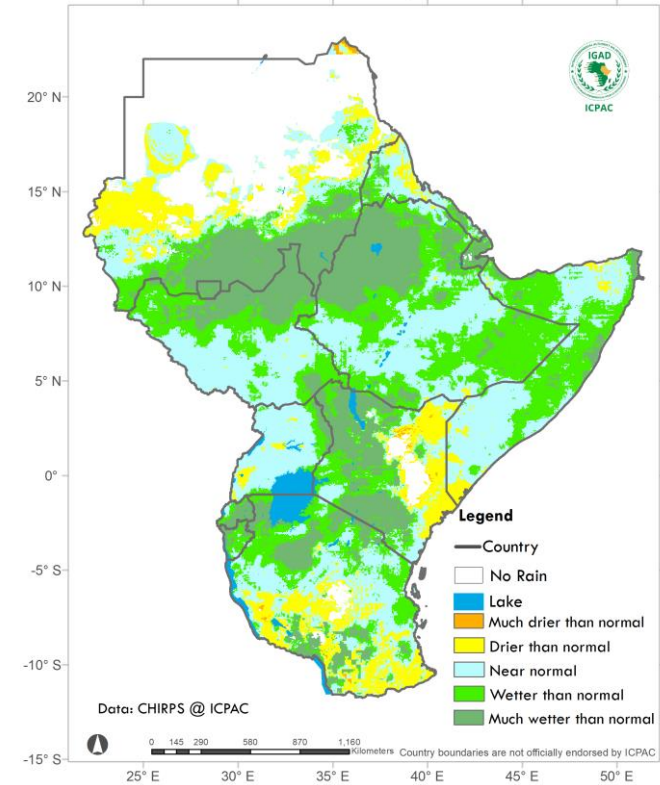 IGAD
ICPAC
20° N
15° N
10° N
5° N
0°
-5° S
-10° S
-15° S
Legend
Country
No Rain
Lake
Much drier than normal
Drier than normal
Near normal
Wetter than normal
Much wetter than normal
Data: CHIRPS @ ICPAC
0 145 290 580 870 1,160
Kilometers
Country boundaries are not officially endorsed by ICPAC
25° E 30° E 35° E 40° E 45° E 50° E